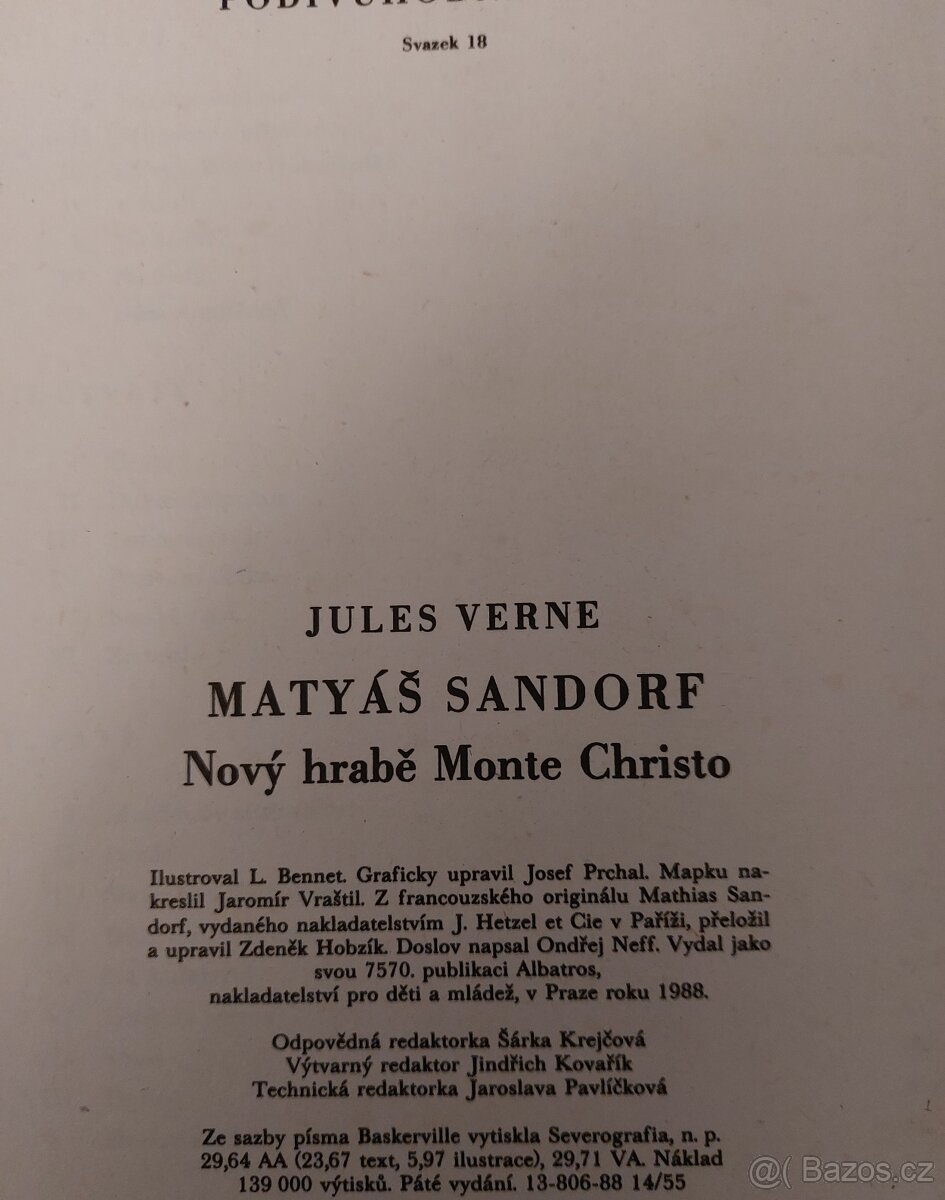 Svazek 18
JULES VERNE
MATYÁŠ SANDORF
Nový hrabě Monte Christo
Ilustroval L. Bennet. Graficky upravil Josef Prchal. Mapku na-
kreslil Jaromír Vraštil. Z francouzského originálu Mathias San-
dorf, vydaného nakladatelstvím J. Hetzel et Cie v Paříži, přeložil
a upravil Zdeněk Hobzík. Doslov napsal Ondřej Neff. Vydal jako
svou 7570. publikaci Albatros,
nakladatelství pro děti a mládež, v Praze roku 1988.
Odpovědná redaktorka Šárka Krejčová
Výtvarný redaktor Jindřich Kovařík
Technická redaktorka Jaroslava Pavlíčková
Ze sazby písma Baskerville vytiskla Severografia, n. p.
29,64 AA (23,67 text, 5,97 ilustrace), 29,71 VA. Náklad
139 000 výtisků. Páté vydání. 13-806-88 14/55
@( Bazos.cz